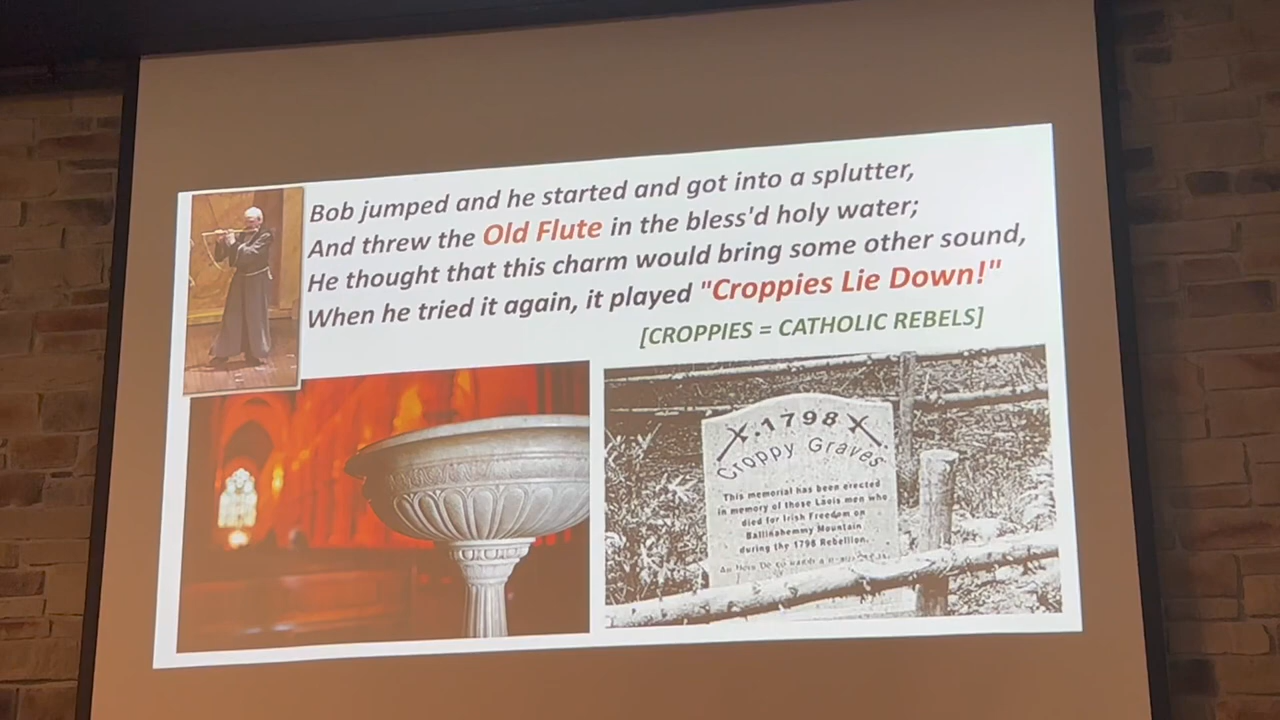 Bob jumped and he started and got into a splutter,
And threw the Old Flute in the bless'd holy water;
He thought that this charm would bring some other sound,
When he tried it again, it played "Croppies Lie Down!"
[CROPPIES = CATHOLIC REBELS]
1798
Croppy Graves
This memorial has been erected
in memory of those Laois men who
died for Irish Freedom on
Ballinahemmy Mountain
during the 1798 Rebellion.